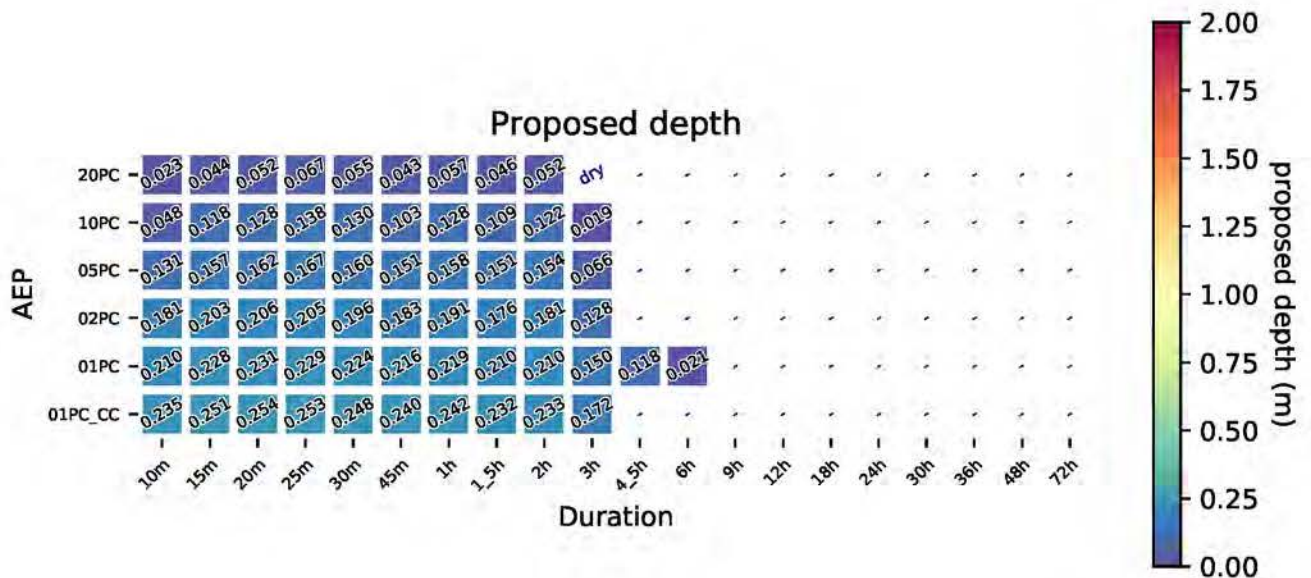 Proposed depth
AEP
20PC 0.023 0.044 0.052 0.067 0.055 0.043 0.057 0.046 0.052 dry - - - - - - - - - -
10PC 0.048 0.118 0.128 0.138 0.130 0.103 0.128 0.109 0.122 0.019 - - - - - - - - - -
05PC 0.131 0.157 0.162 0.167 0.160 0.151 0.158 0.151 0.154 0.066 - - - - - - - - - -
02PC 0.181 0.203 0.206 0.205 0.196 0.183 0.191 0.176 0.181 0.128 - - - - - - - - - -
01PC 0.210 0.228 0.231 0.229 0.224 0.216 0.219 0.210 0.210 0.150 0.118 0.021 - - - - - - - -
01PC_CC 0.235 0.251 0.254 0.253 0.248 0.240 0.242 0.232 0.233 0.172 - - - - - - - - - -
10m 15m 20m 25m 30m 45m 1h 1_5h 2h 3h 4_5h 6h 9h 12h 18h 24h 30h 36h 48h 72h
Duration
2.00
1.75
1.50
1.25
1.00
0.75
0.50
0.25
0.00
proposed depth (m)